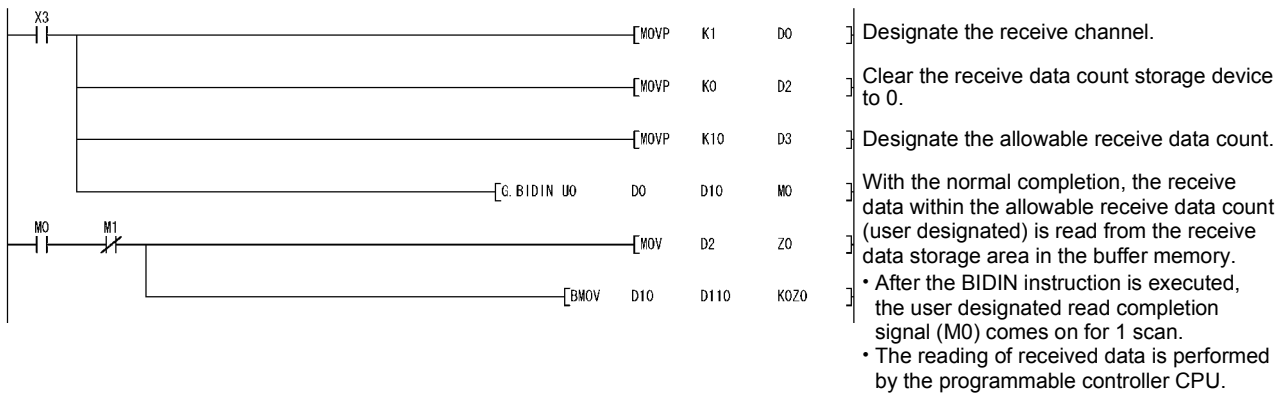 X3
[MOVP K1 D0 ] Designate the receive channel.
[MOVP K0 D2 ] Clear the receive data count storage device
to 0.
[MOVP K10 D3 ] Designate the allowable receive data count.
[G.BIDIN U0 D0 D10 M0 ] With the normal completion, the receive
data within the allowable receive data count
(user designated) is read from the receive
data storage area in the buffer memory.
M0 M1
[MOV D2 Z0 ]
[BMOV D10 D110 K0Z0 ]
• After the BIDIN instruction is executed,
the user designated read completion
signal (M0) comes on for 1 scan.
• The reading of received data is performed
by the programmable controller CPU.